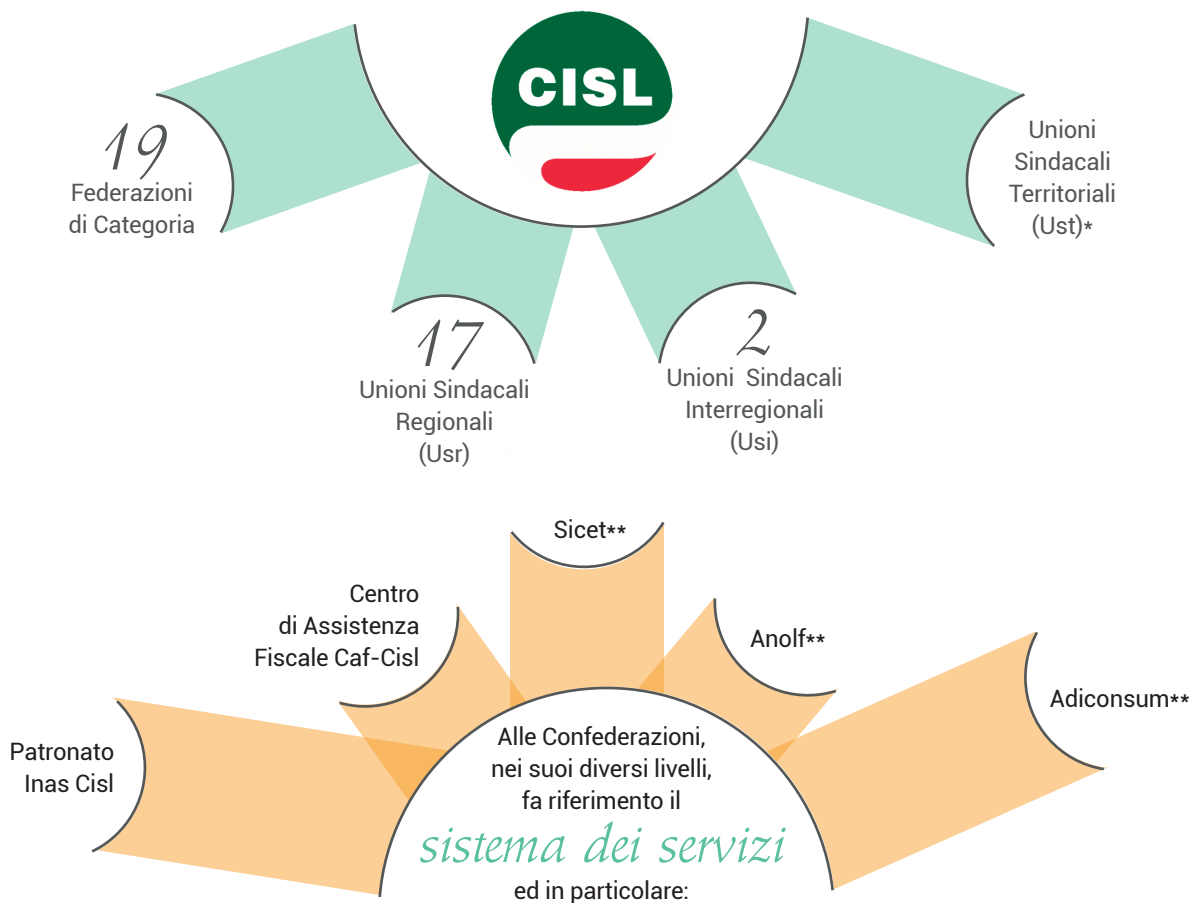 CISL
19
Federazioni
di Categoria
17
Unioni Sindacali
Regionali
(Usr)
2
Unioni Sindacali
Interregionali
(Usi)
Unioni
Sindacali
Territoriali
(Ust)*
Patronato
Inas Cisl
Centro
di Assistenza
Fiscale Caf-Cisl
Sicet**
Anolf**
Adiconsum**
Alle Confederazioni,
nei suoi diversi livelli,
fa riferimento il
sistema dei servizi
ed in particolare: